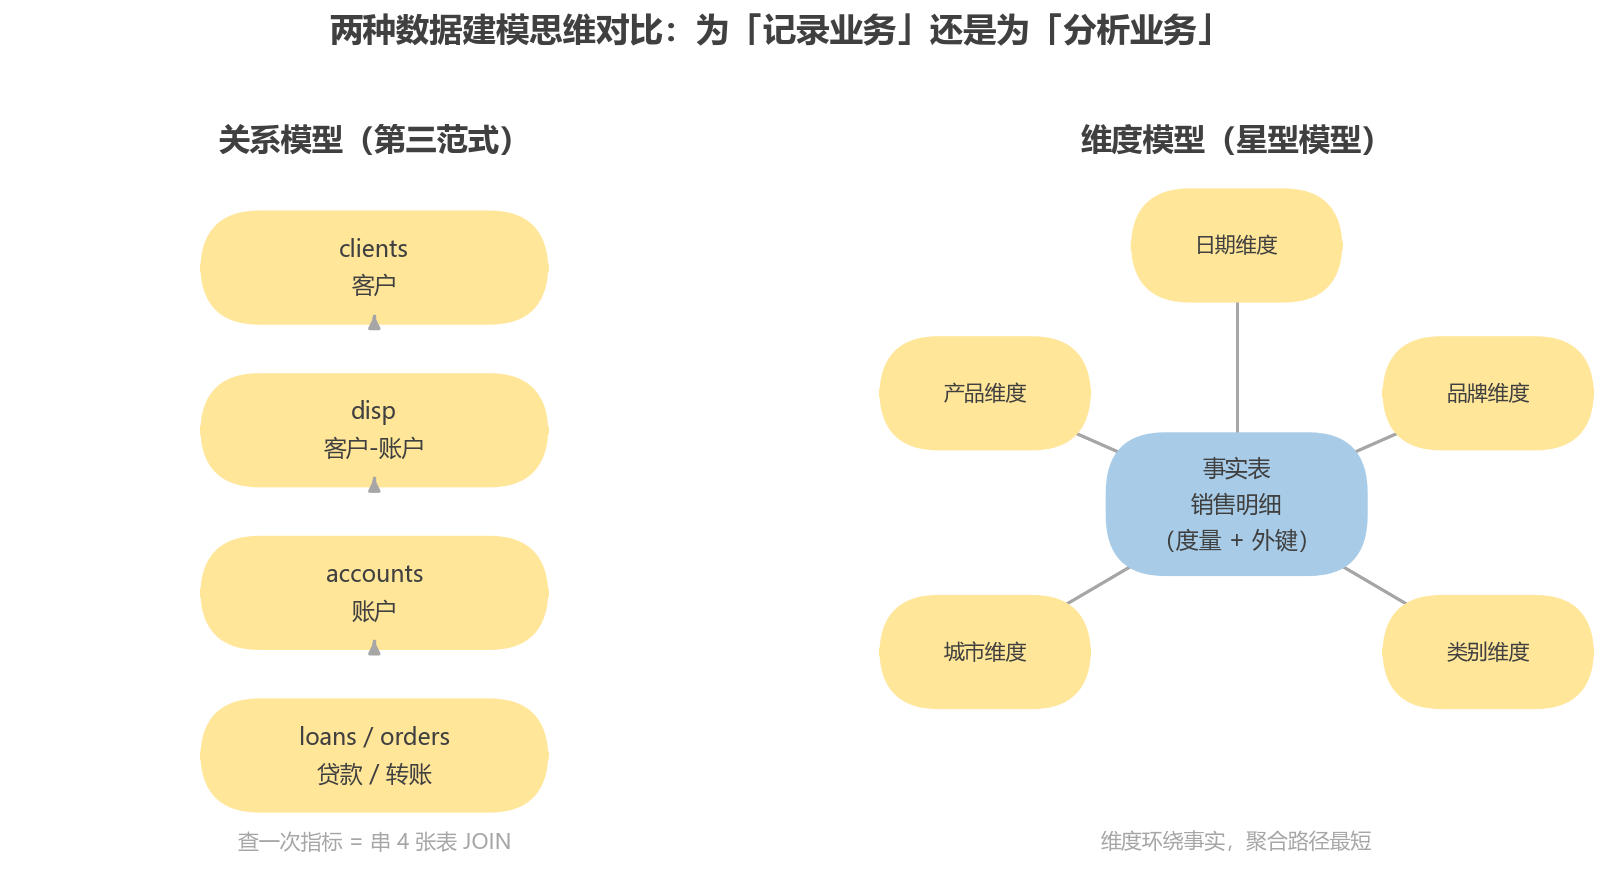 两种数据建模思维对比：为「记录业务」还是为「分析业务」
关系模型（第三范式）
clients
客户
disp
客户-账户
accounts
账户
loans / orders
贷款 / 转账
查一次指标 = 串 4 张表 JOIN
维度模型（星型模型）
日期维度
产品维度
品牌维度
事实表
销售明细
（度量 + 外键）
城市维度
类别维度
维度环绕事实，聚合路径最短